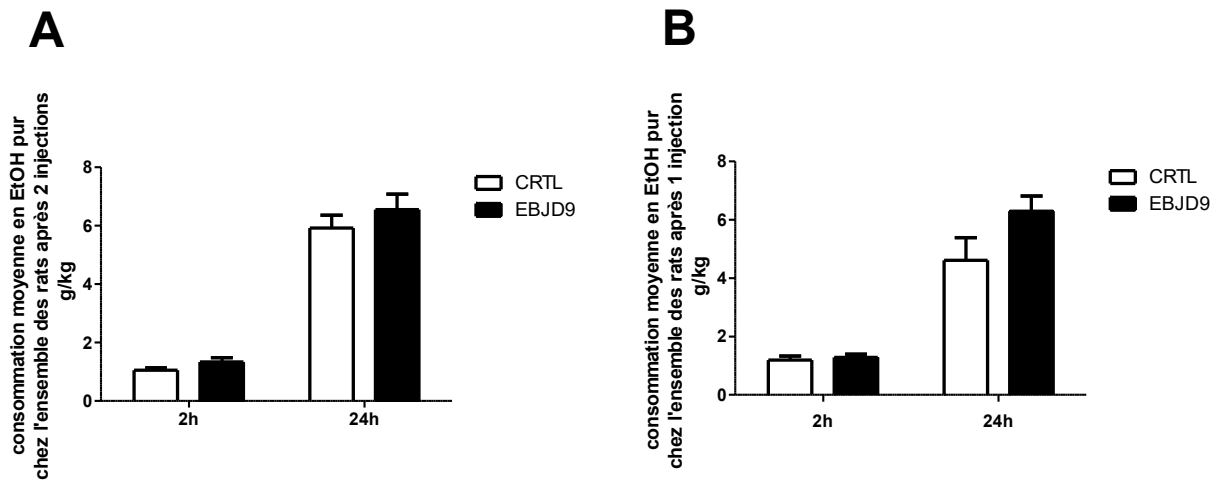 A
consommation moyenne en EtOH pur
chez l'ensemble des rats après 2 injections
g/kg
8
6
4
2
0
2h
24h
CRTL
EBJD9
B
consommation moyenne en EtOH pur
chez l'ensemble des rats après 1 injection
g/kg
8
6
4
2
0
2h
24h
CRTL
EBJD9